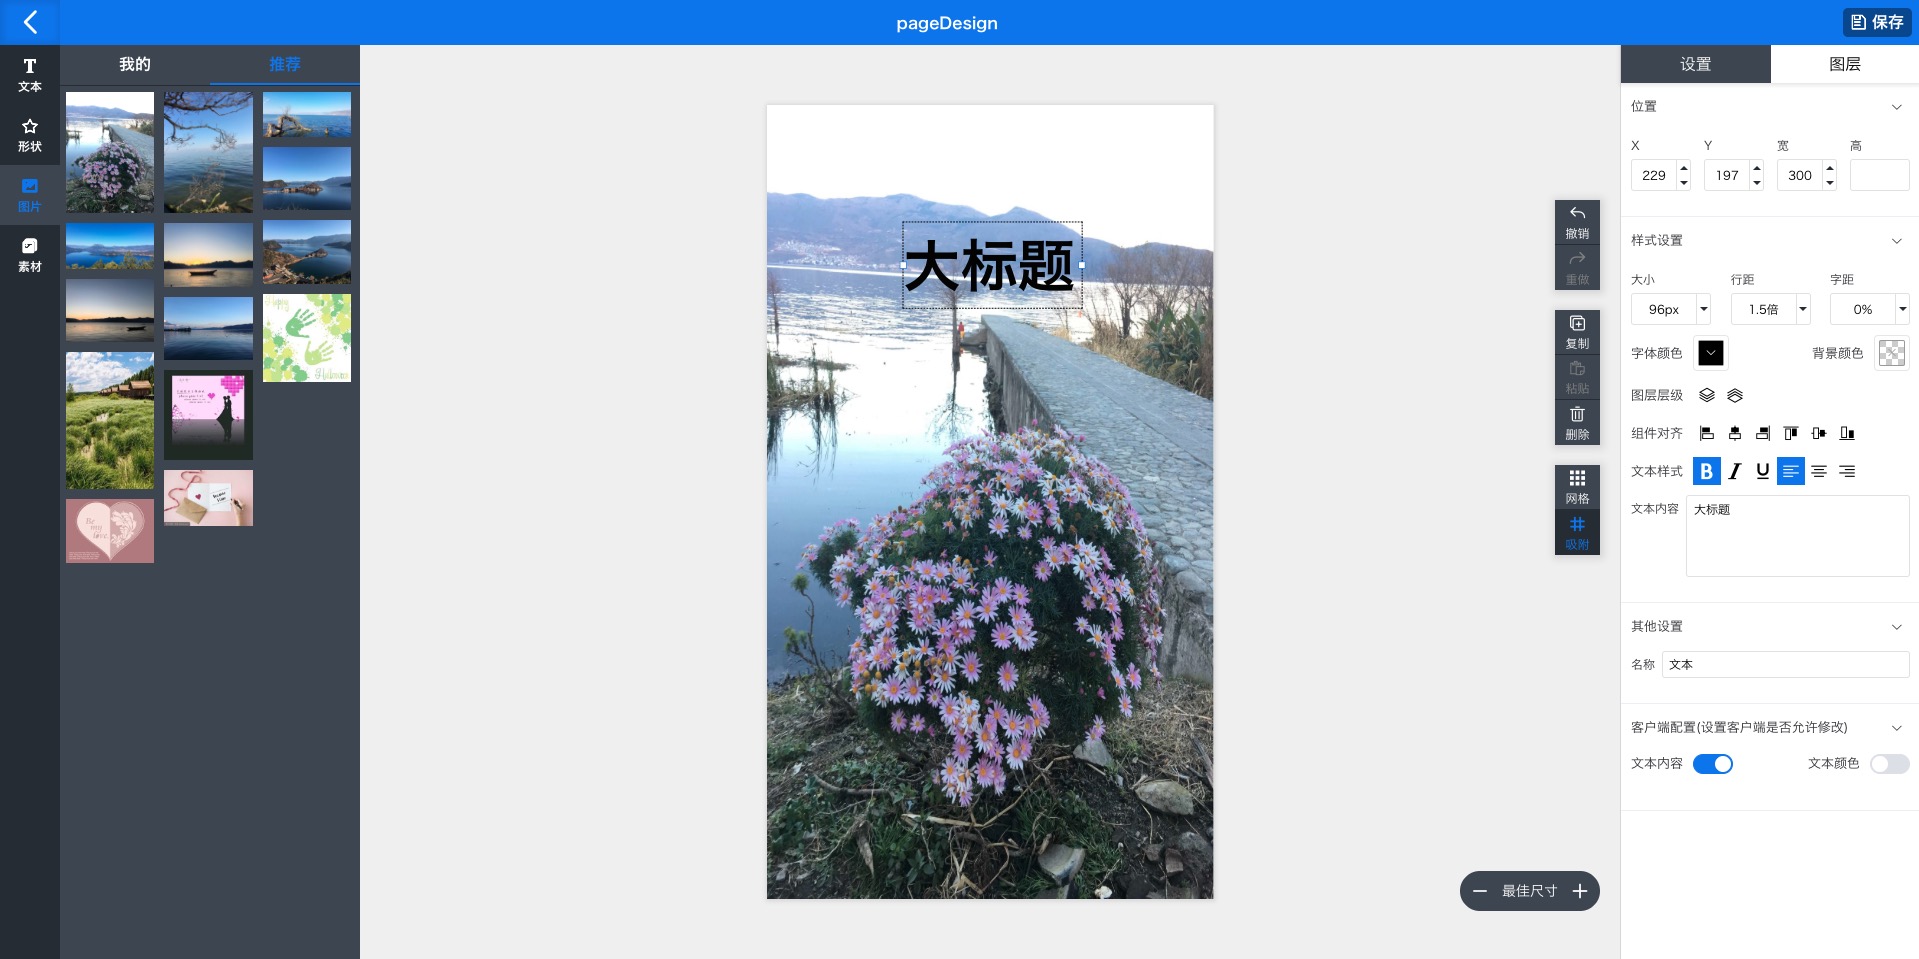 pageDesign
保存
文本
形状
图片
素材
我的
推荐
Be
my
love
大标题
撤销
重做
复制
粘贴
删除
网格
吸附
最佳尺寸
设置
图层
位置
X Y 宽 高
229 197 300
样式设置
大小 行距 字距
96px 1.5倍 0%
字体颜色 背景颜色
图层层级
组件对齐
文本样式 B I U
文本内容 大标题
其他设置
名称 文本
客户端配置(设置客户端是否允许修改)
文本内容 文本颜色